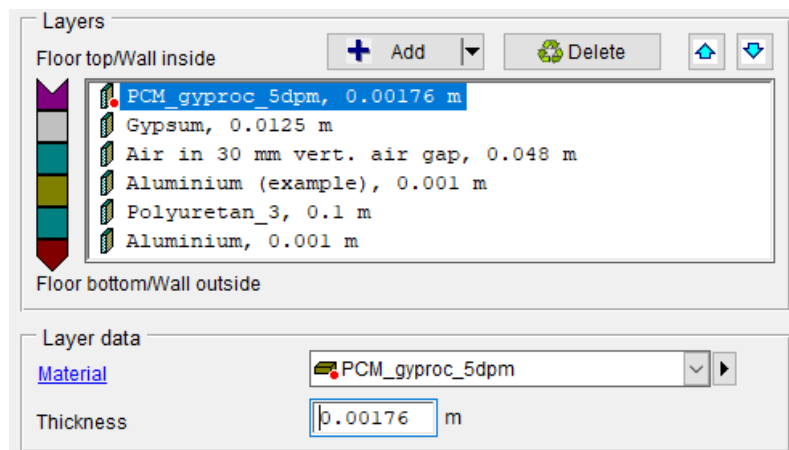 Layers
Floor top/Wall inside
Add
Delete
PCM_gyproc_5dpm, 0.00176 m
Gypsum, 0.0125 m
Air in 30 mm vert. air gap, 0.048 m
Aluminium (example), 0.001 m
Polyuretan_3, 0.1 m
Aluminium, 0.001 m
Floor bottom/Wall outside
Layer data
Material
PCM_gyproc_5dpm
Thickness
0.00176 m